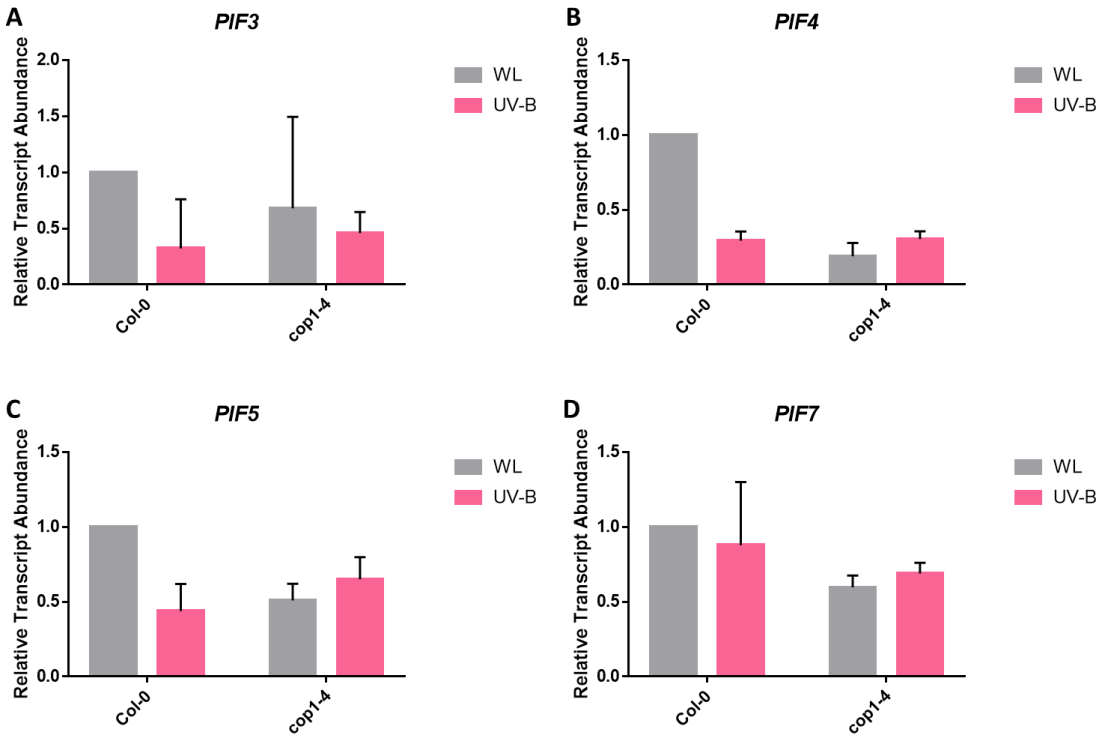 A
PIF3
Relative Transcript Abundance
2.0
1.5
1.0
0.5
0.0
Col-0
cop1-4
WL
UV-B
B
PIF4
Relative Transcript Abundance
1.5
1.0
0.5
0.0
Col-0
cop1-4
WL
UV-B
C
PIF5
Relative Transcript Abundance
1.5
1.0
0.5
0.0
Col-0
cop1-4
WL
UV-B
D
PIF7
Relative Transcript Abundance
1.5
1.0
0.5
0.0
Col-0
cop1-4
WL
UV-B